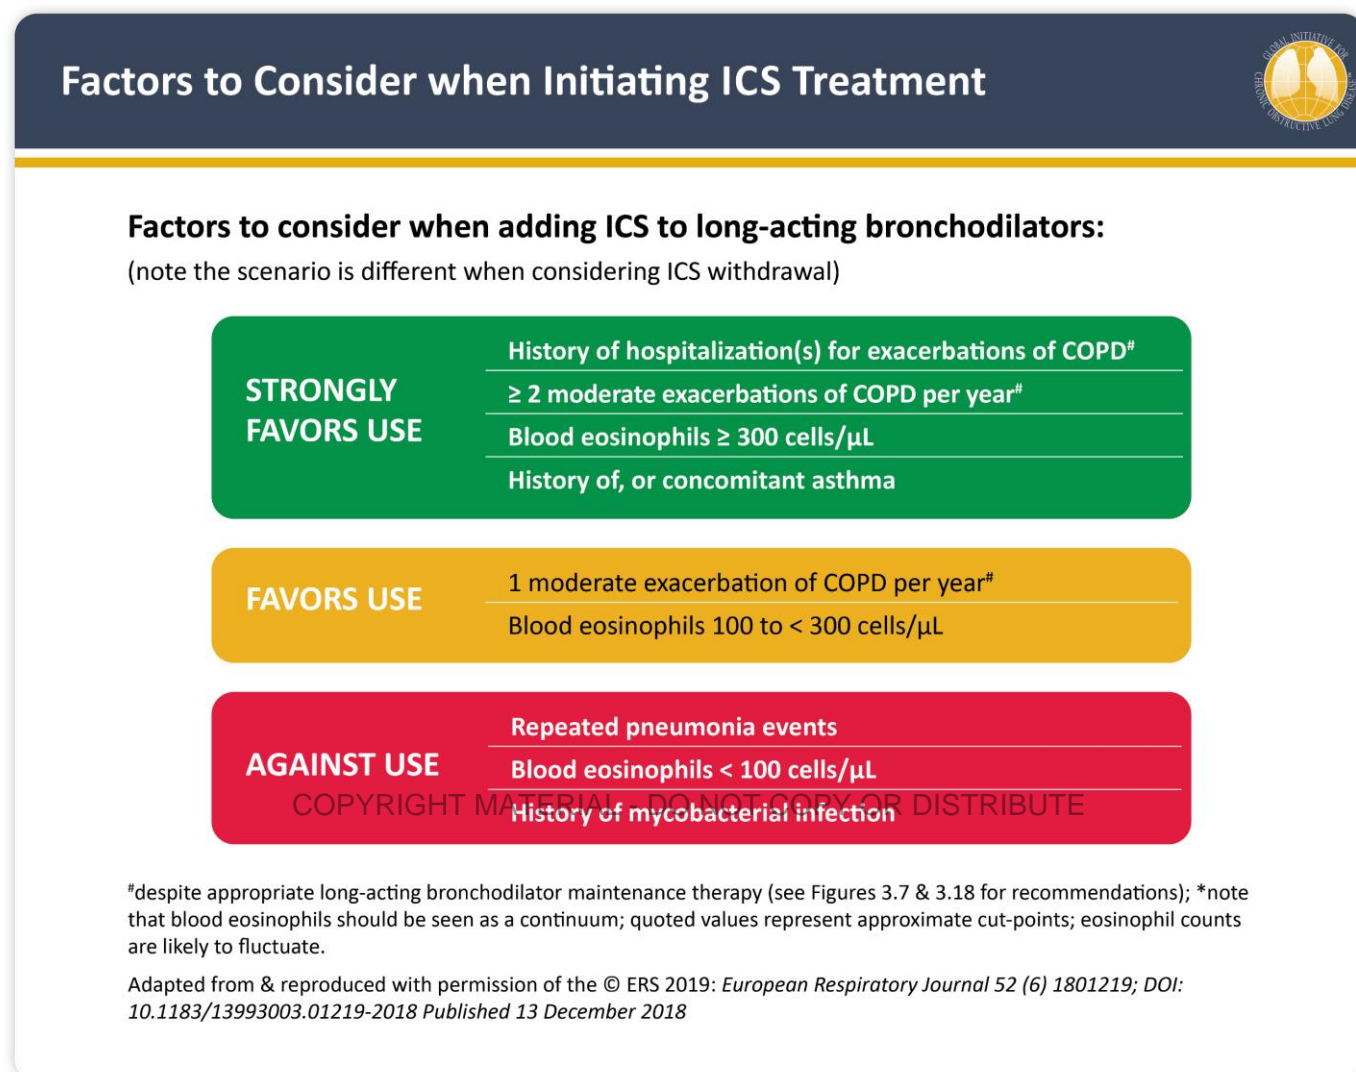 Factors to Consider when Initiating ICS Treatment
GLOBAL INITIATIVE FOR
CHRONIC OBSTRUCTIVE LUNG DISEASE
Factors to consider when adding ICS to long-acting bronchodilators:
(note the scenario is different when considering ICS withdrawal)
STRONGLY
FAVORS USE
History of hospitalization(s) for exacerbations of COPD#
≥ 2 moderate exacerbations of COPD per year#
Blood eosinophils ≥ 300 cells/μL
History of, or concomitant asthma
FAVORS USE
1 moderate exacerbation of COPD per year#
Blood eosinophils 100 to < 300 cells/μL
AGAINST USE
Repeated pneumonia events
Blood eosinophils < 100 cells/μL
History of mycobacterial infection
COPYRIGHT MATERIAL - DO NOT COPY OR DISTRIBUTE
#despite appropriate long-acting bronchodilator maintenance therapy (see Figures 3.7 & 3.18 for recommendations); *note
that blood eosinophils should be seen as a continuum; quoted values represent approximate cut-points; eosinophil counts
are likely to fluctuate.
Adapted from & reproduced with permission of the © ERS 2019: European Respiratory Journal 52 (6) 1801219; DOI:
10.1183/13993003.01219-2018 Published 13 December 2018